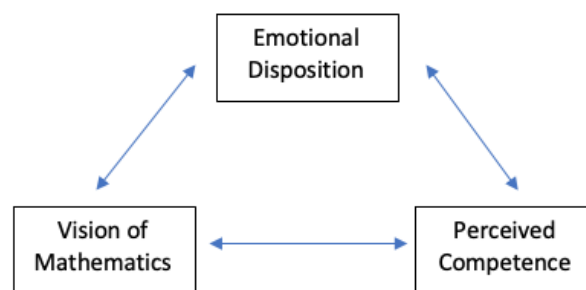 Emotional
Disposition
Vision of
Mathematics
Perceived
Competence